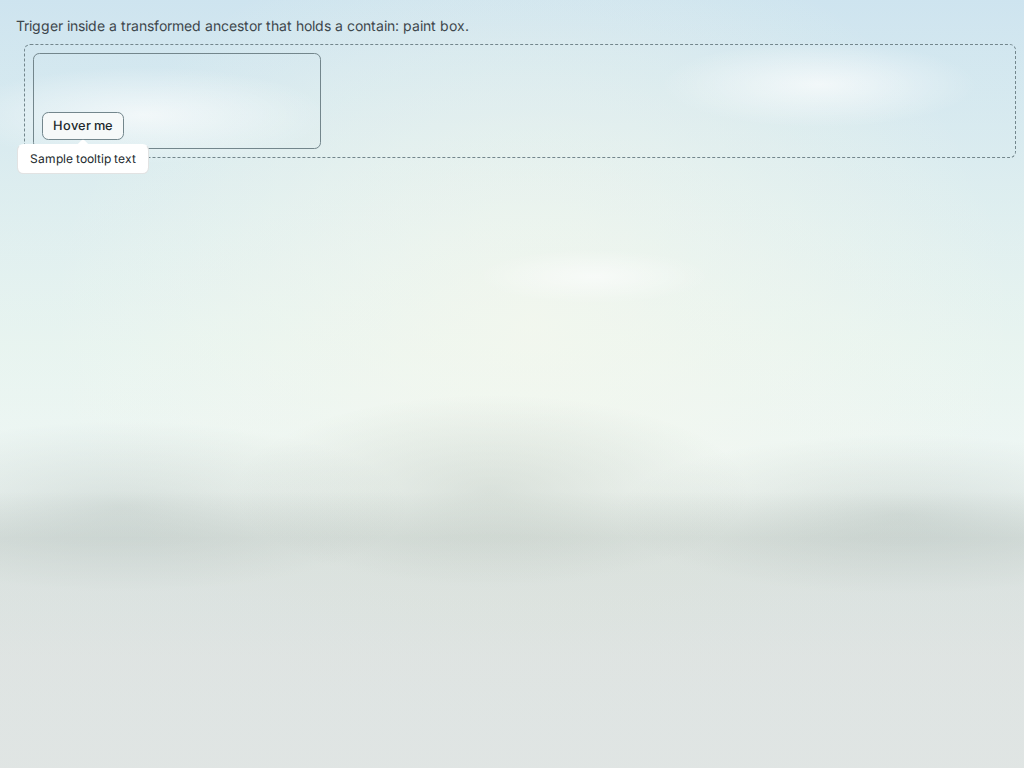 Trigger inside a transformed ancestor that holds a contain: paint box.
Hover me
Sample tooltip text